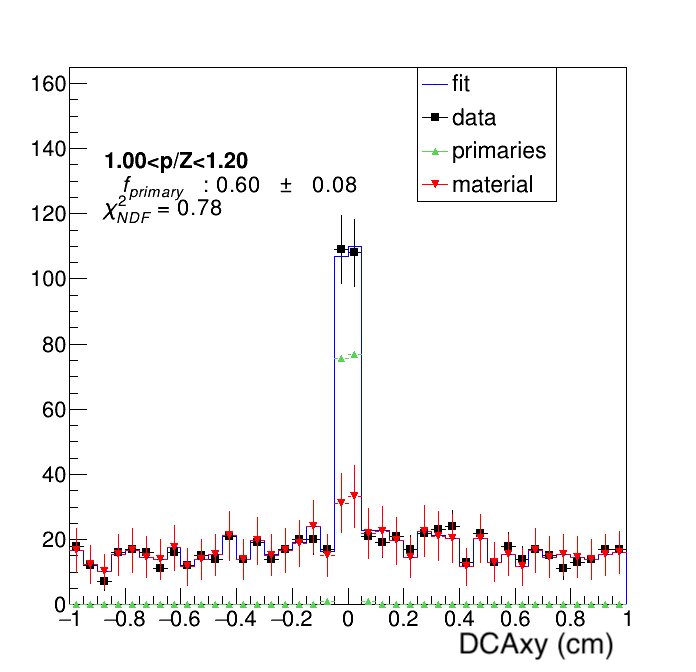 160
140
120
100
80
60
40
20
0
1.00<p/Z<1.20
f_primary : 0.60 ± 0.08
χ²_NDF = 0.78
fit
data
primaries
material
−1 −0.8 −0.6 −0.4 −0.2 0 0.2 0.4 0.6 0.8 1
DCAxy (cm)